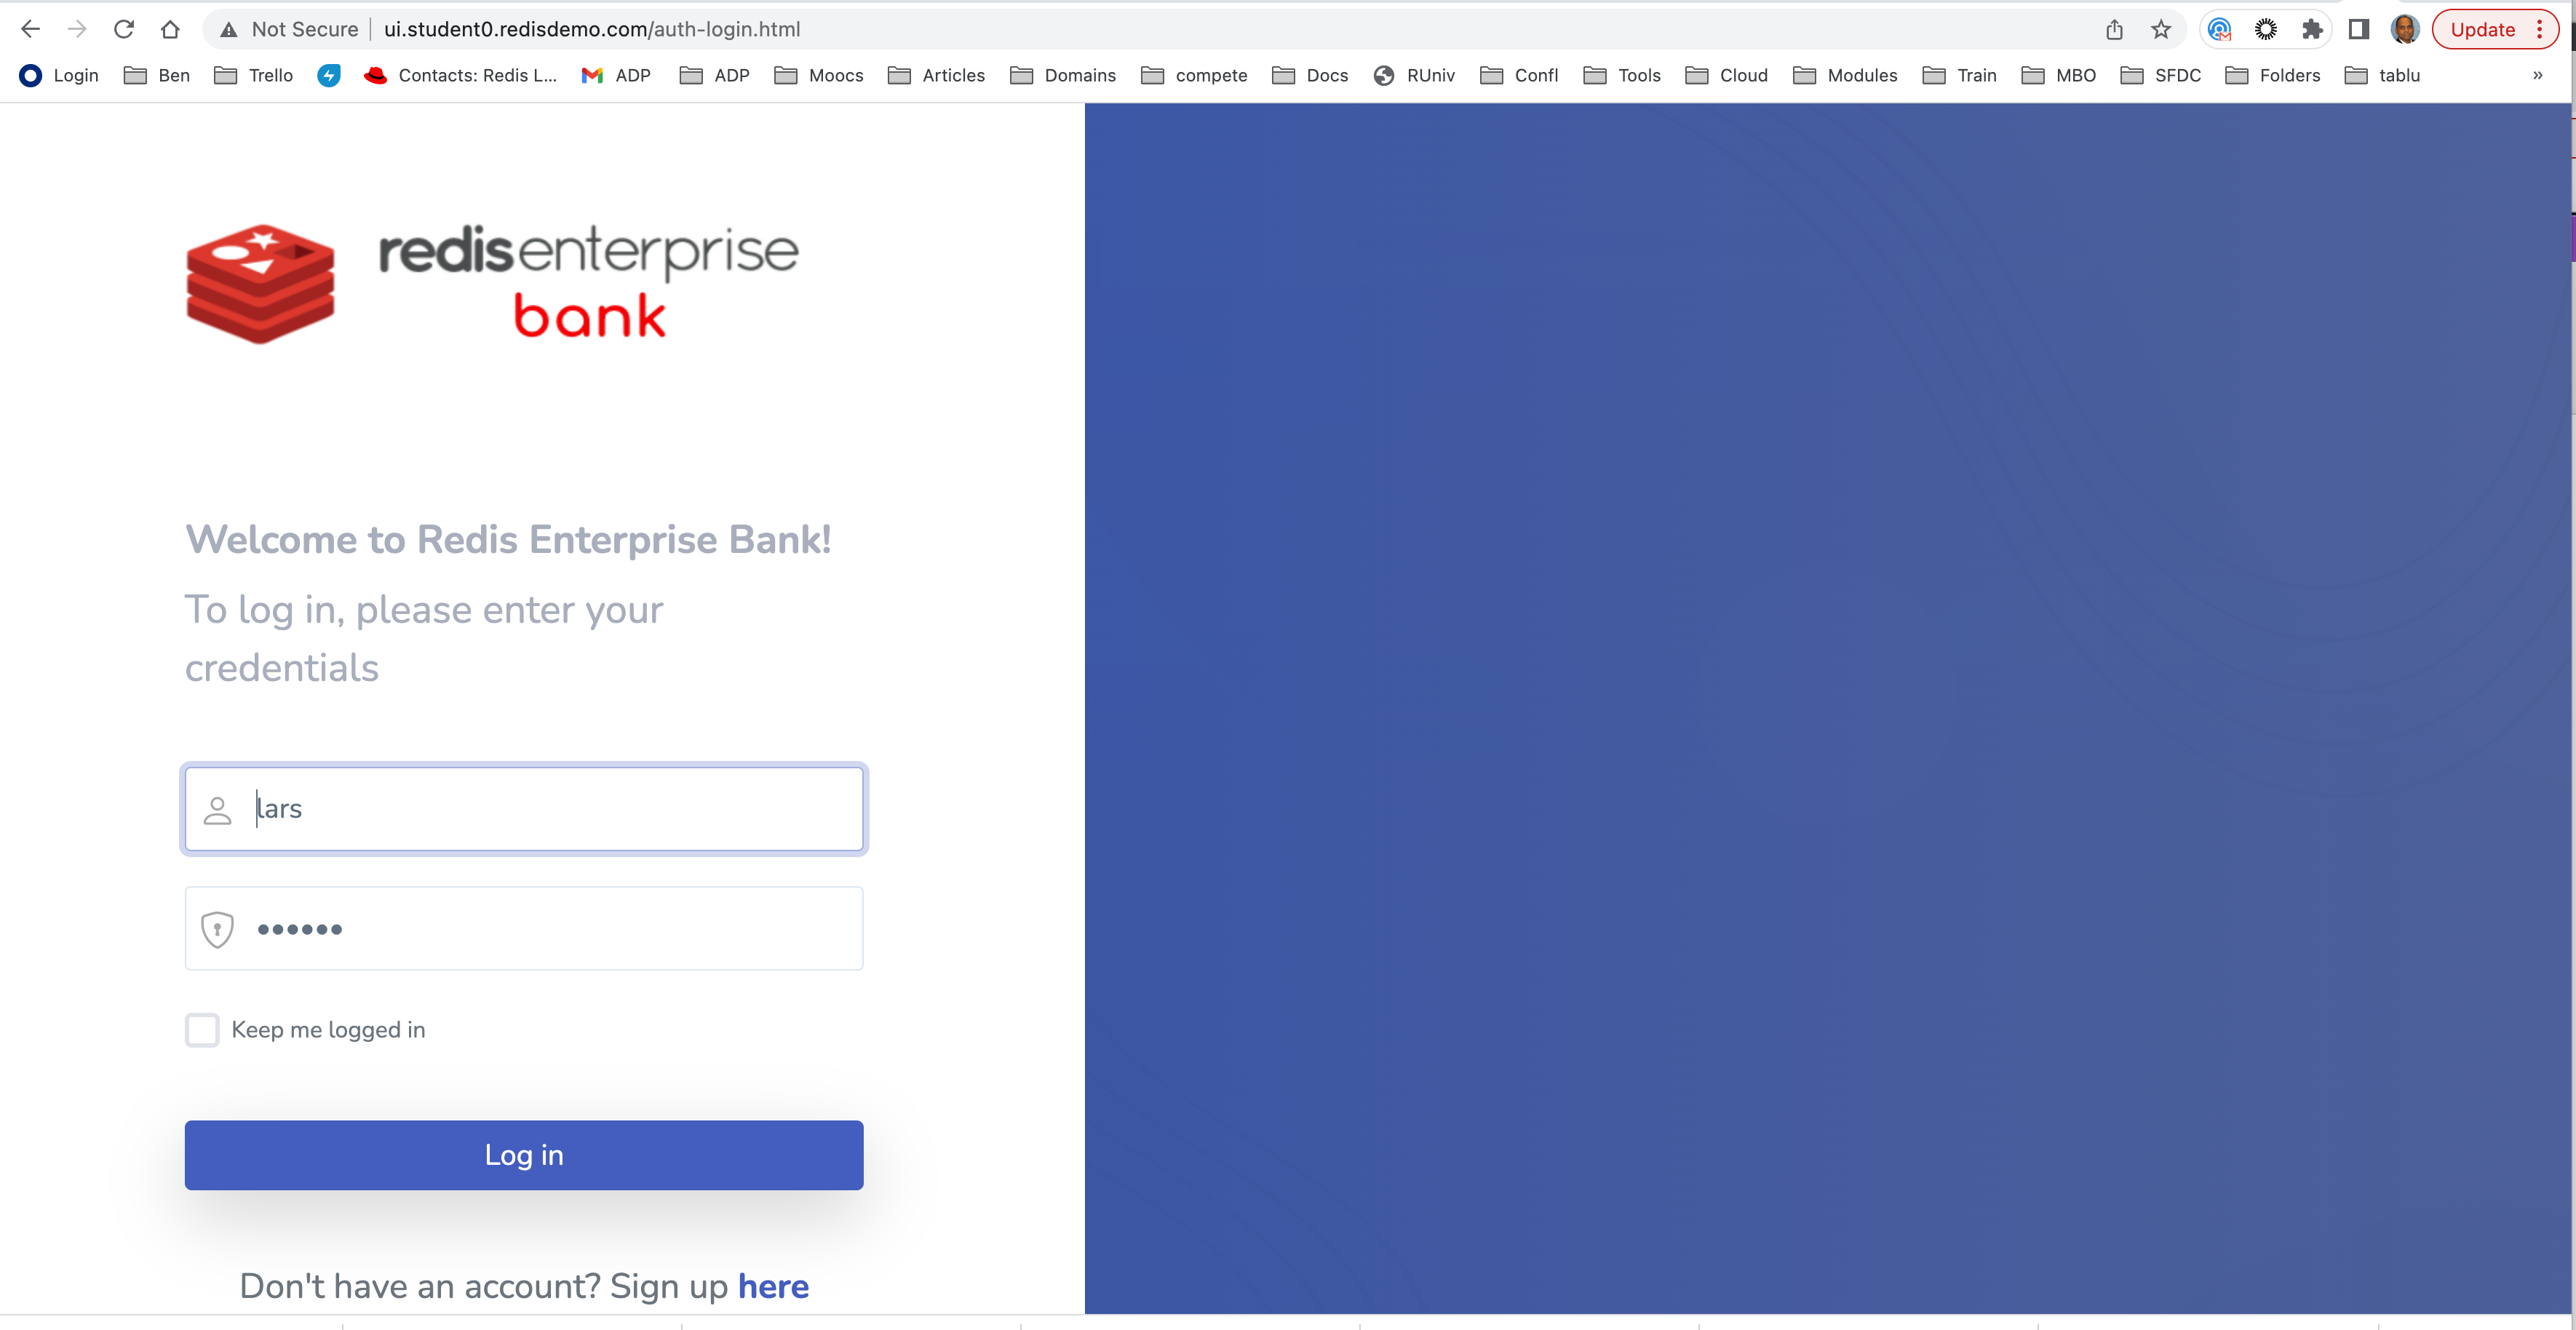 Not Secure ui.student0.redisdemo.com/auth-login.html Update
Login Ben Trello Contacts: Redis L... ADP ADP Moocs Articles Domains compete Docs RUniv Confl Tools Cloud Modules Train MBO SFDC Folders tablu »
redisenterprise
bank
Welcome to Redis Enterprise Bank!
To log in, please enter your
credentials
lars
••••••
Keep me logged in
Log in
Don't have an account? Sign up here